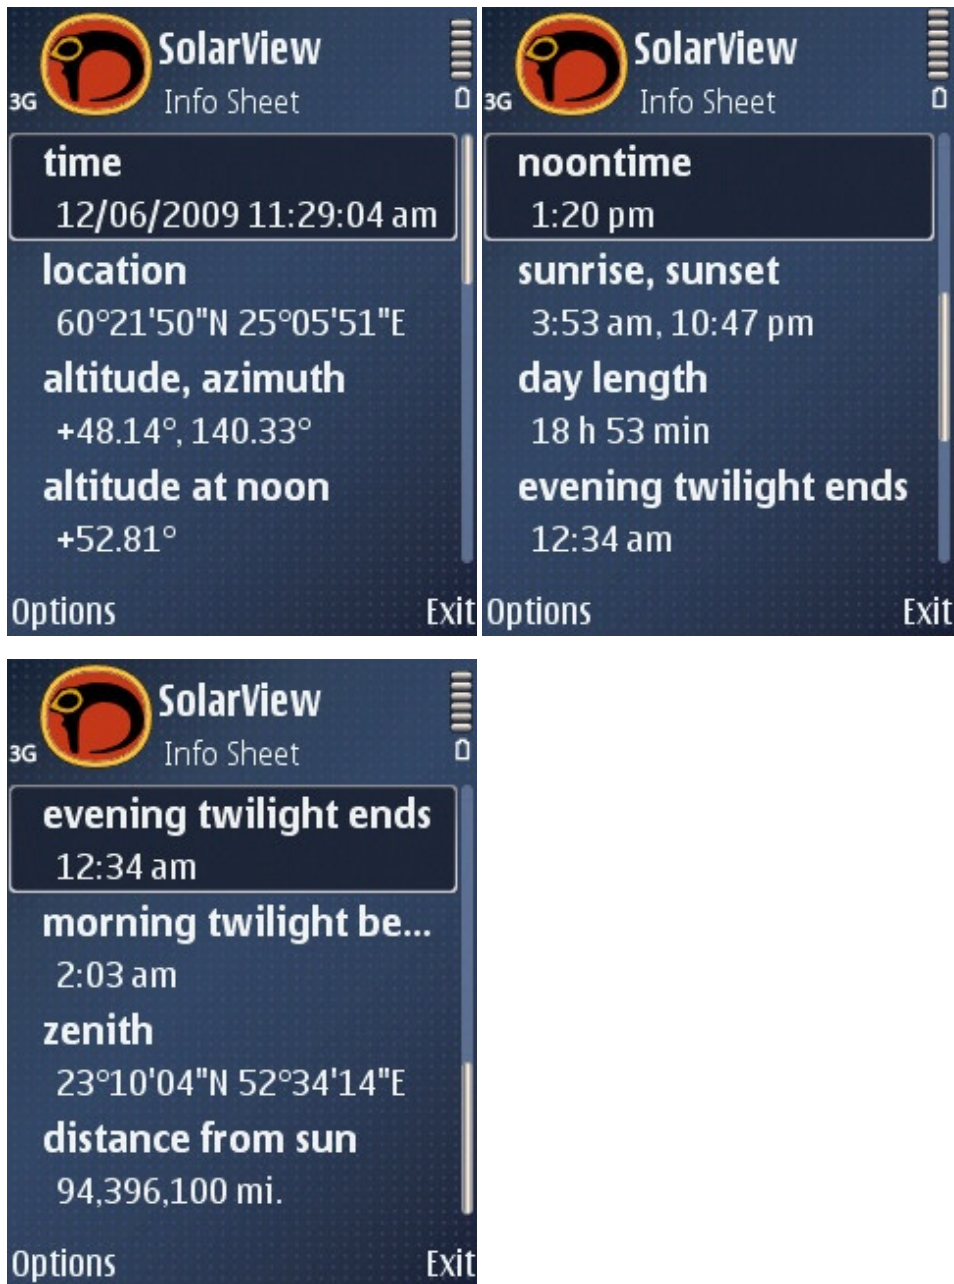 SolarView
3G Info Sheet
time
12/06/2009 11:29:04 am
location
60°21'50"N 25°05'51"E
altitude, azimuth
+48.14°, 140.33°
altitude at noon
+52.81°
Options Exit
SolarView
3G Info Sheet
noontime
1:20 pm
sunrise, sunset
3:53 am, 10:47 pm
day length
18 h 53 min
evening twilight ends
12:34 am
Options Exit
SolarView
3G Info Sheet
evening twilight ends
12:34 am
morning twilight be...
2:03 am
zenith
23°10'04"N 52°34'14"E
distance from sun
94,396,100 mi.
Options Exit